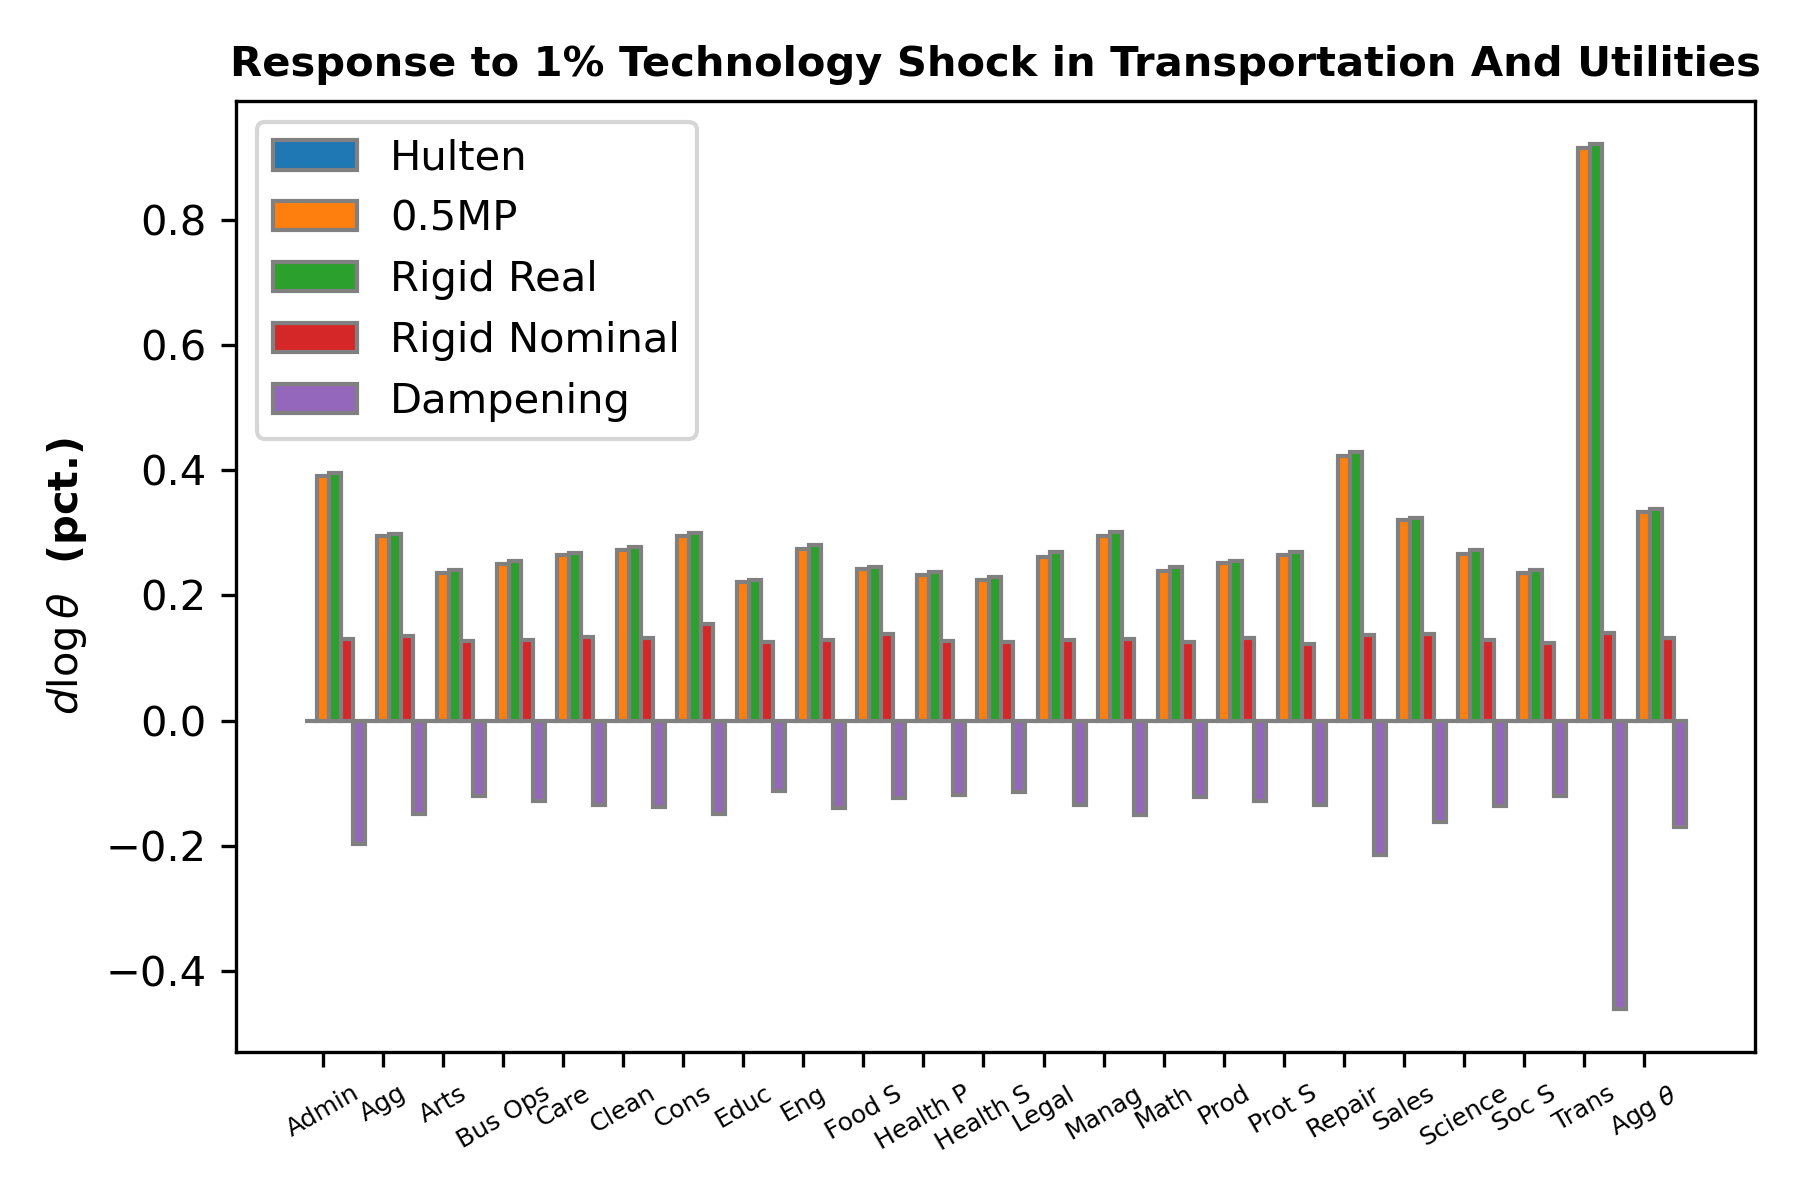 Response to 1% Technology Shock in Transportation And Utilities
Hulten
0.5MP
Rigid Real
Rigid Nominal
Dampening
dlog θ (pct.)
0.8
0.6
0.4
0.2
0.0
−0.2
−0.4
Admin
Agg
Arts
Bus Ops
Care
Clean
Cons
Educ
Eng
Food S
Health P
Health S
Legal
Manag
Math
Prod
Prot S
Repair
Sales
Science
Soc S
Trans
Agg θ